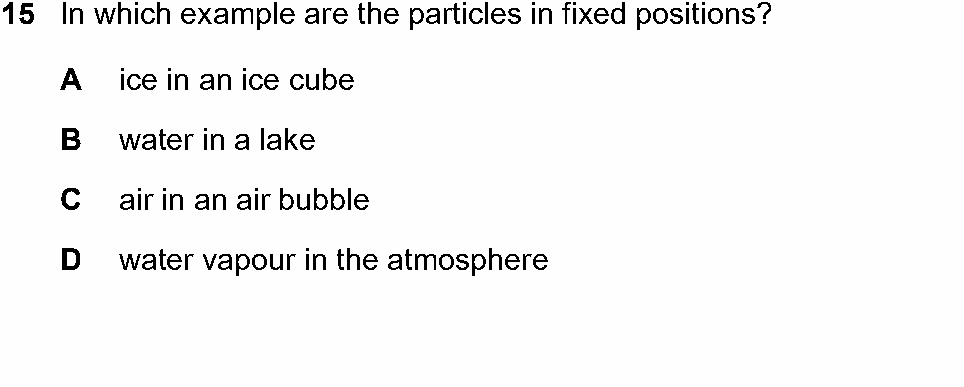 15 In which example are the particles in fixed positions?
A ice in an ice cube
B water in a lake
C air in an air bubble
D water vapour in the atmosphere